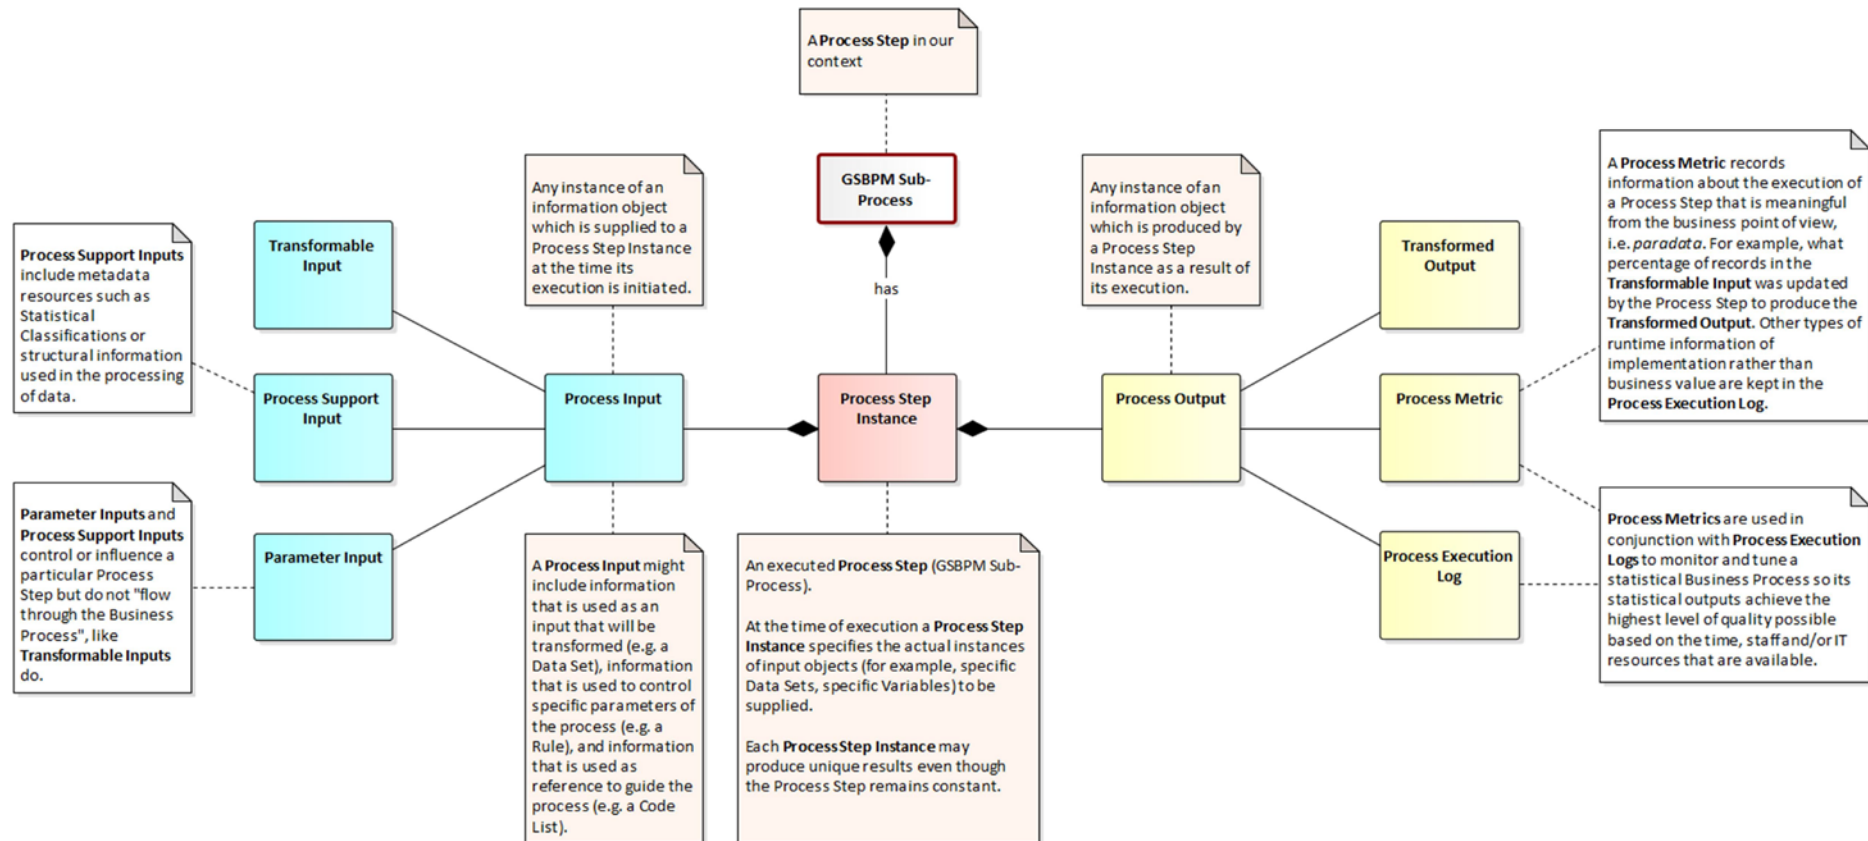 A Process Step in our
context
GSBPM Sub-
Process
has
Any instance of an
information object
which is supplied to a
Process Step Instance
at the time its
execution is initiated.
Any instance of an
information object
which is produced by
a Process Step
Instance as a result of
its execution.
Process Support Inputs
include metadata
resources such as
Statistical
Classifications or
structural information
used in the processing
of data.
Parameter Inputs and
Process Support Inputs
control or influence a
particular Process
Step but do not "flow
through the Business
Process", like
Transformable Inputs
do.
Transformable
Input
Process Support
Input
Parameter Input
Process Input
Process Step
Instance
Process Output
Transformed
Output
Process Metric
Process Execution
Log
A Process Input might
include information
that is used as an
input that will be
transformed (e.g. a
Data Set), information
that is used to control
specific parameters of
the process (e.g. a
Rule), and information
that is used as
reference to guide the
process (e.g. a Code
List).
An executed Process Step (GSBPM Sub-
Process).
At the time of execution a Process Step
Instance specifies the actual instances
of input objects (for example, specific
Data Sets, specific Variables) to be
supplied.
Each Process Step Instance may
produce unique results even though
the Process Step remains constant.
A Process Metric records
information about the execution of
a Process Step that is meaningful
from the business point of view,
i.e. paradata. For example, what
percentage of records in the
Transformable Input was updated
by the Process Step to produce the
Transformed Output. Other types of
runtime information of
implementation rather than
business value are kept in the
Process Execution Log.
Process Metrics are used in
conjunction with Process Execution
Logs to monitor and tune a
statistical Business Process so its
statistical outputs achieve the
highest level of quality possible
based on the time, staff and/or IT
resources that are available.